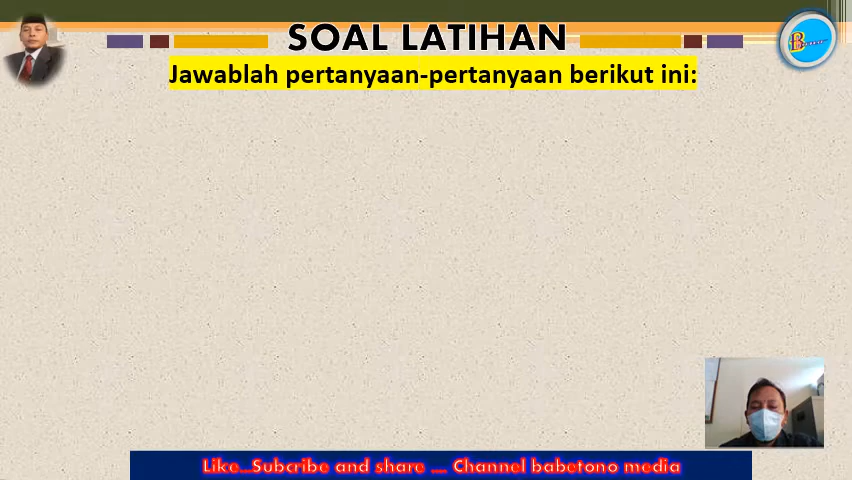 SOAL LATIHAN
Jawablah pertanyaan-pertanyaan berikut ini:
Like...Subcribe and share .... Channel babetono media